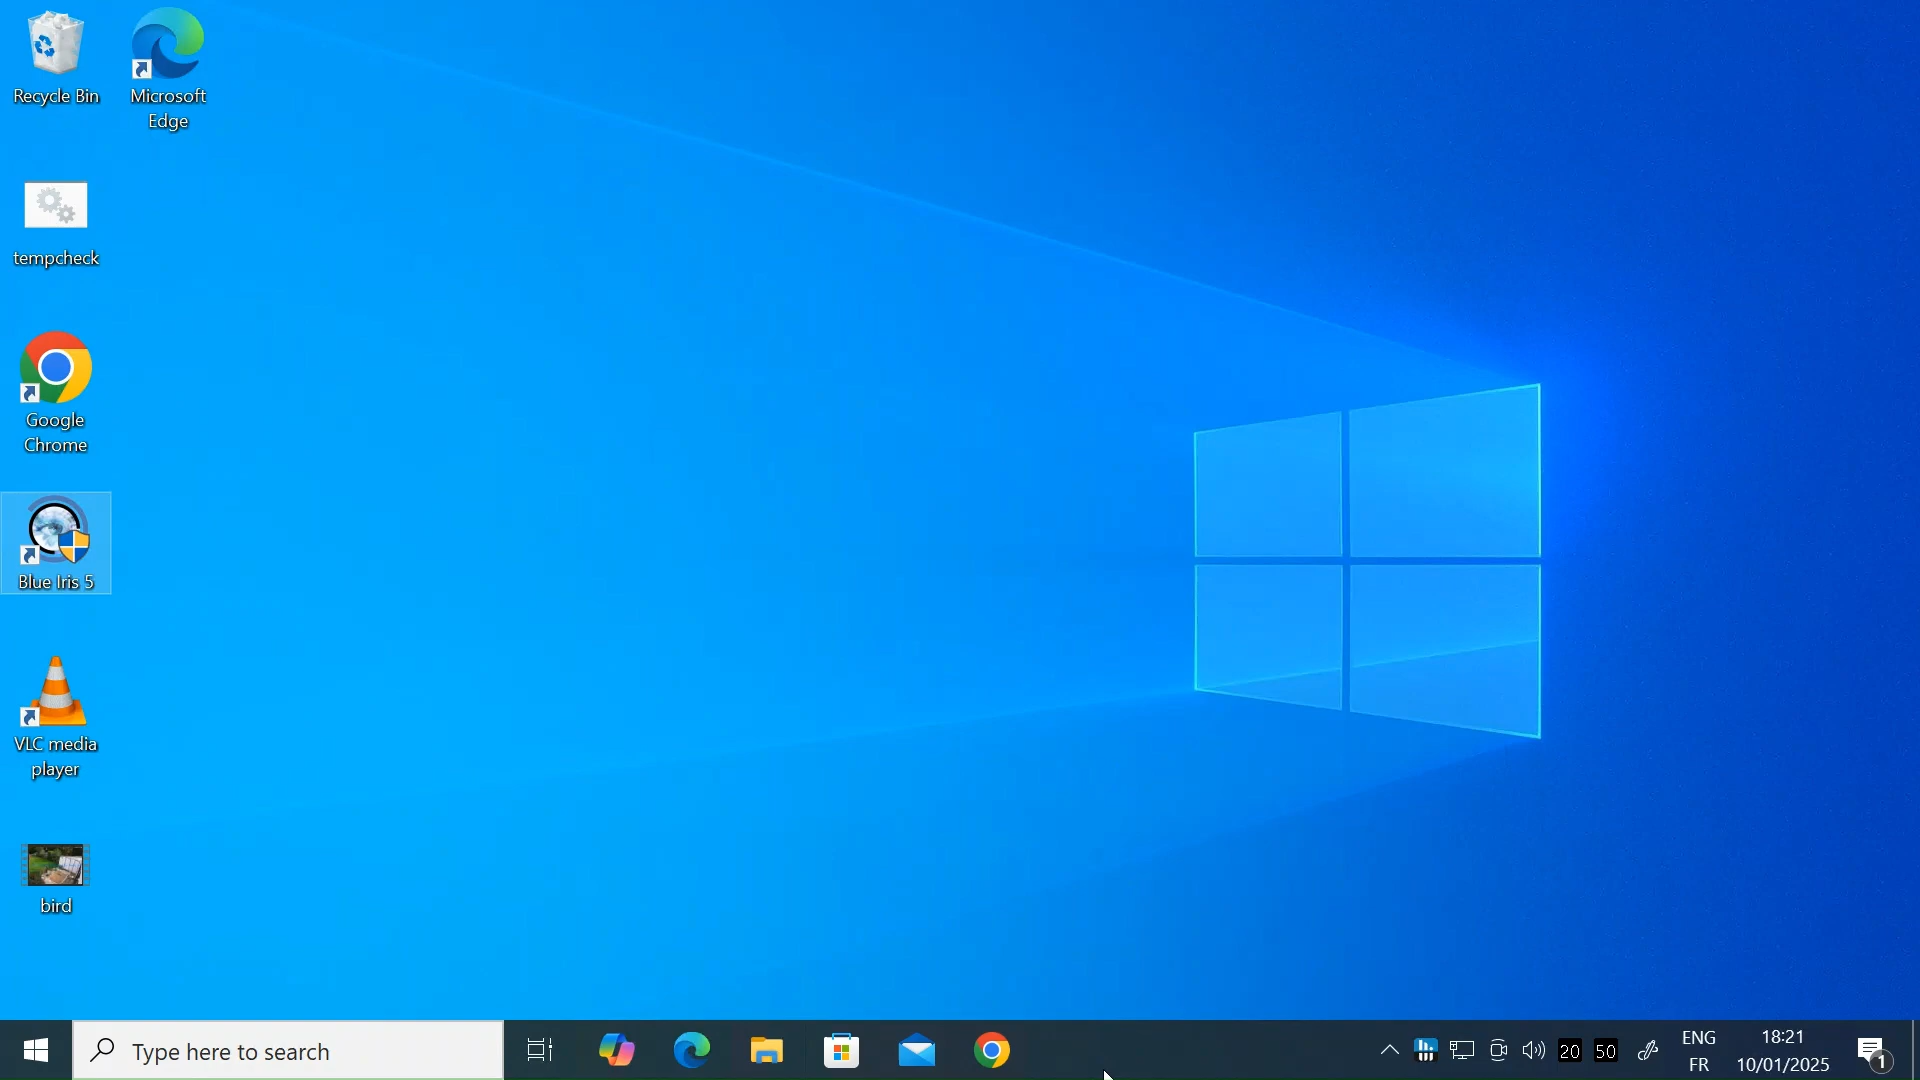 Recycle Bin
Microsoft
Edge
tempcheck
Google
Chrome
Blue Iris 5
VLC media
player
bird
Type here to search
20
50
ENG
FR
18:21
10/01/2025
1